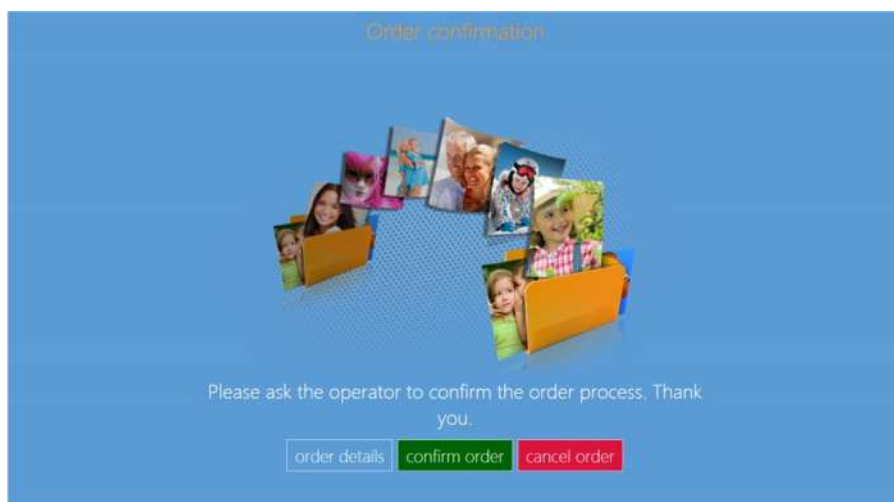 Order confirmation
Please ask the operator to confirm the order process. Thank
you.
order details confirm order cancel order